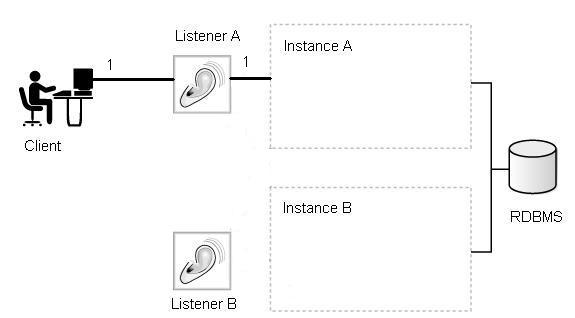 Listener A
Instance A
1
1
Client
Instance B
RDBMS
Listener B